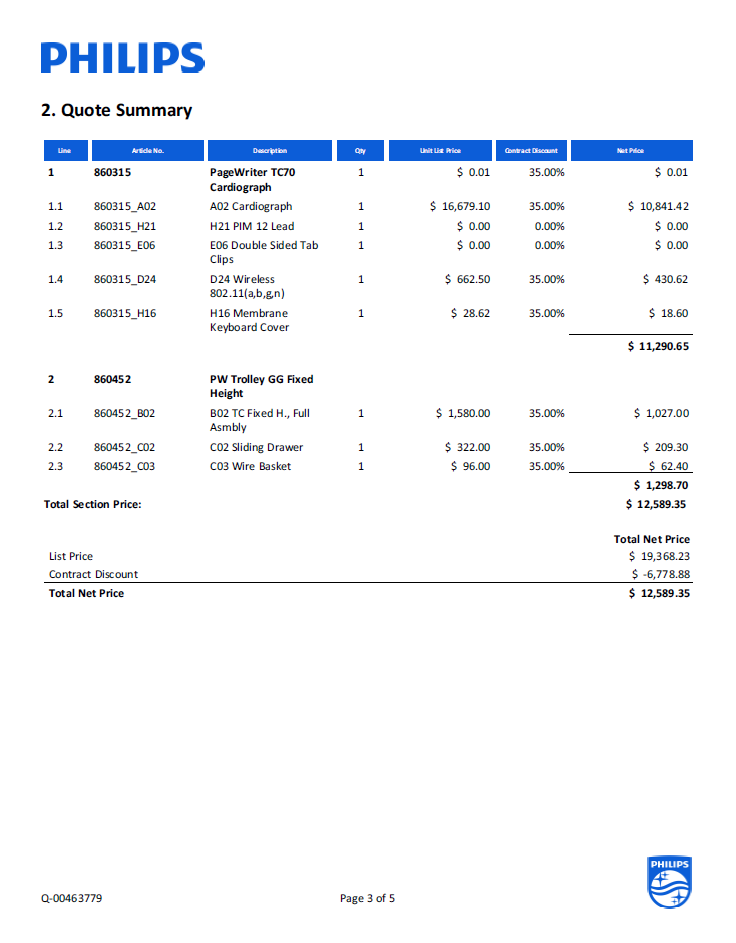 PHILIPS
2. Quote Summary
Line Article No. Description Qty Unit List Price Contract Discount Net Price
1 860315 PageWriter TC70 1 $ 0.01 35.00% $ 0.01
Cardiograph
1.1 860315_A02 A02 Cardiograph 1 $ 16,679.10 35.00% $ 10,841.42
1.2 860315_H21 H21 PIM 12 Lead 1 $ 0.00 0.00% $ 0.00
1.3 860315_E06 E06 Double Sided Tab 1 $ 0.00 0.00% $ 0.00
Clips
1.4 860315_D24 D24 Wireless 1 $ 662.50 35.00% $ 430.62
802.11(a,b,g,n)
1.5 860315_H16 H16 Membrane 1 $ 28.62 35.00% $ 18.60
Keyboard Cover
$ 11,290.65
2 860452 PW Trolley GG Fixed
Height
2.1 860452_B02 B02 TC Fixed H., Full 1 $ 1,580.00 35.00% $ 1,027.00
Asmbly
2.2 860452_C02 C02 Sliding Drawer 1 $ 322.00 35.00% $ 209.30
2.3 860452_C03 C03 Wire Basket 1 $ 96.00 35.00% $ 62.40
$ 1,298.70
Total Section Price: $ 12,589.35
Total Net Price
List Price $ 19,368.23
Contract Discount $ -6,778.88
Total Net Price $ 12,589.35
PHILIPS
Q-00463779 Page 3 of 5